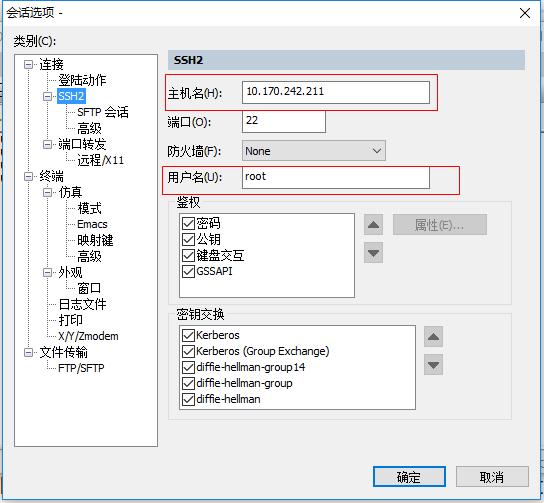 会话选项 -
类别(C):
连接
登陆动作
SSH2
SFTP 会话
高级
端口转发
远程/X11
终端
仿真
模式
Emacs
映射键
高级
外观
窗口
日志文件
打印
X/Y/Zmodem
文件传输
FTP/SFTP
SSH2
主机名(H): 10.170.242.211
端口(O): 22
防火墙(F): None
用户名(U): root
鉴权
密码
公钥
键盘交互
GSSAPI
属性(E)...
密钥交换
Kerberos
Kerberos (Group Exchange)
diffie-hellman-group14
diffie-hellman-group
diffie-hellman
确定
取消